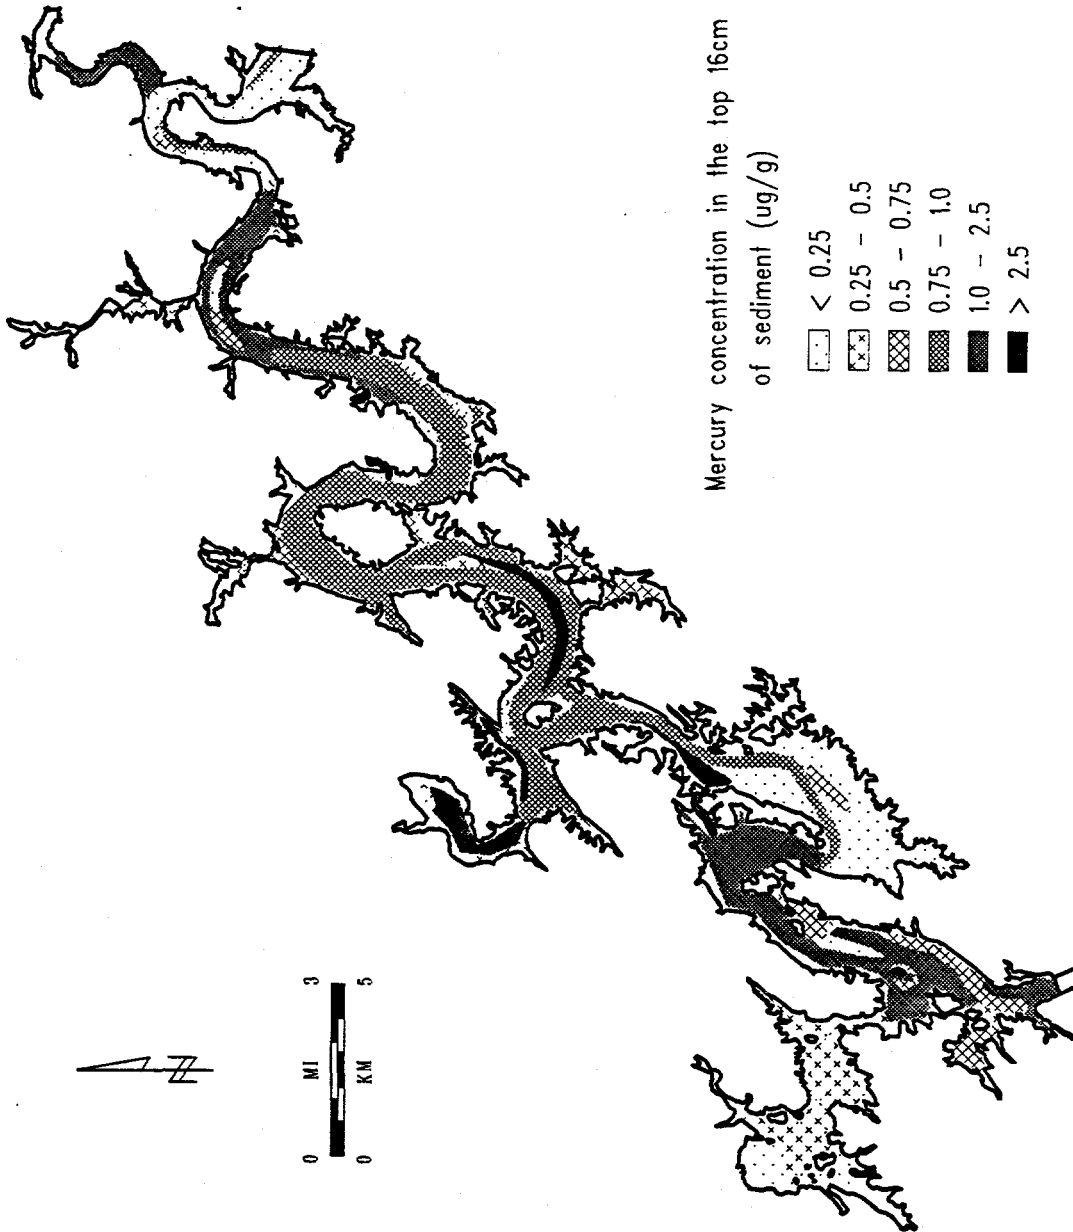 Mercury concentration in the top 16cm
of sediment (ug/g)
< 0.25
0.25 - 0.5
0.5 - 0.75
0.75 - 1.0
1.0 - 2.5
> 2.5
0 MI 3
0 KM 5
N